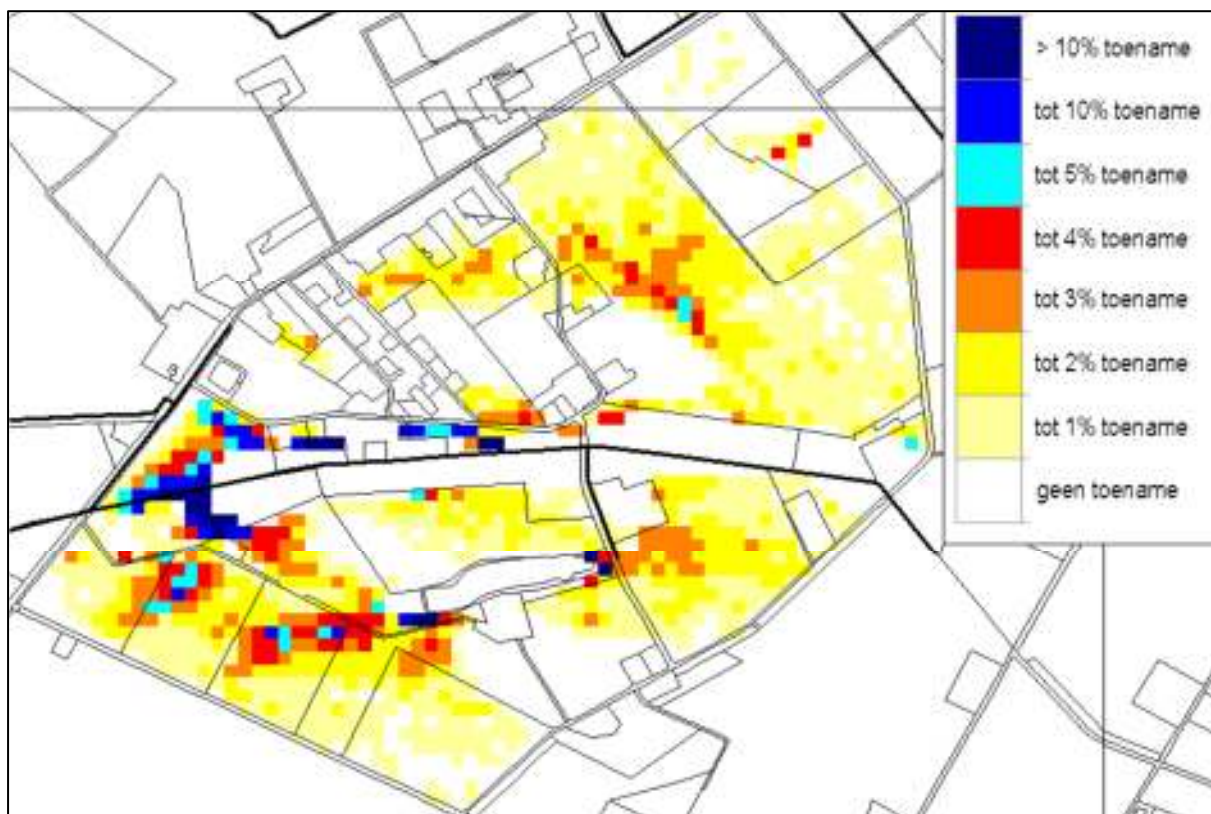 > 10% toename
tot 10% toename
tot 5% toename
tot 4% toename
tot 3% toename
tot 2% toename
tot 1% toename
geen toename